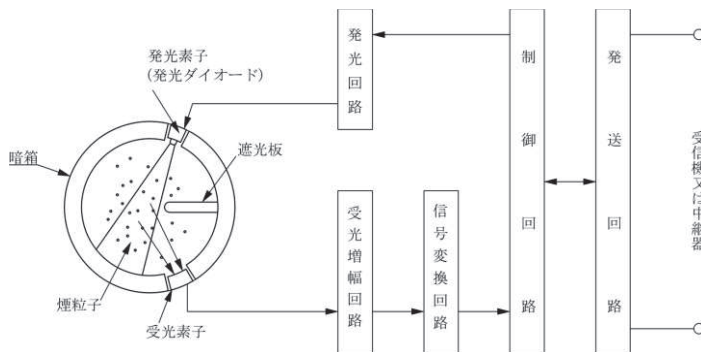 発光素子
(発光ダイオード)
暗箱
遮光板
煙粒子
受光素子
発光回路
受光増幅回路
信号変換回路
制御回路
発送回路
受信機又は中継器